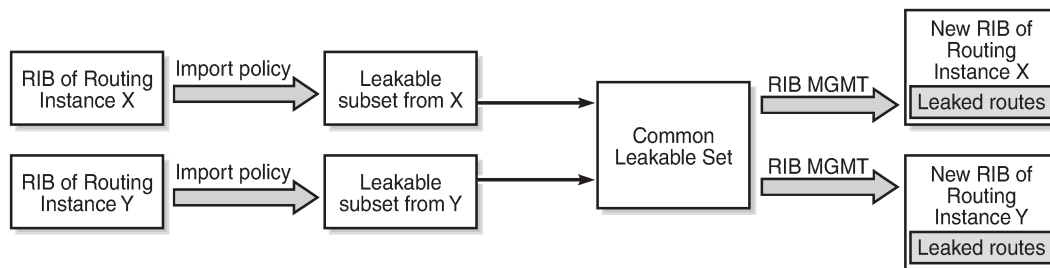 RIB of Routing
Instance X
Import policy
Leakable
subset from X
RIB of Routing
Instance Y
Import policy
Leakable
subset from Y
Common
Leakable Set
RIB MGMT
New RIB of
Routing
Instance X
Leaked routes
RIB MGMT
New RIB of
Routing
Instance Y
Leaked routes